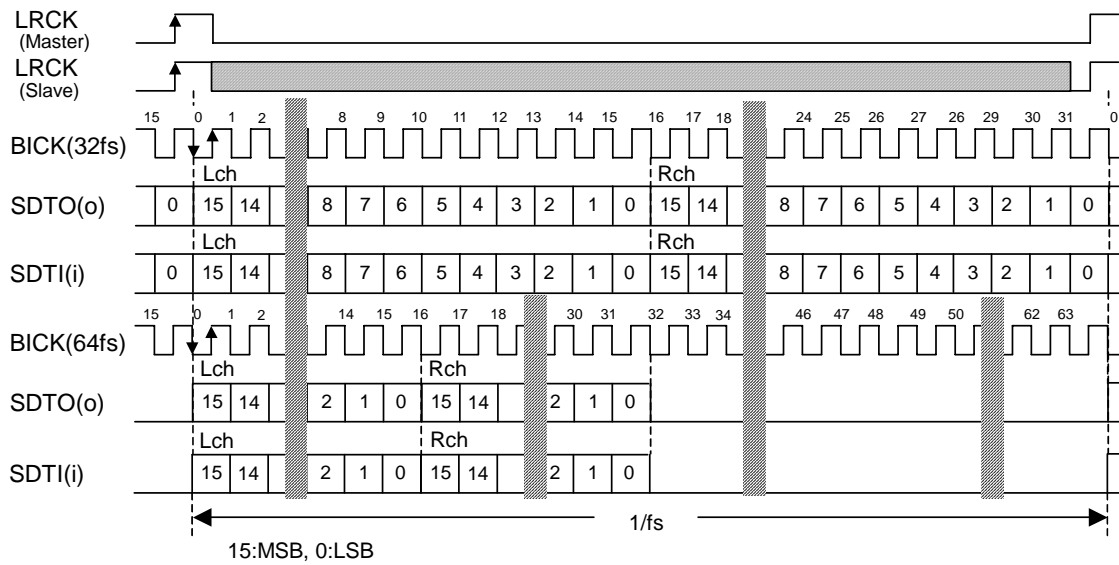 LRCK
(Master)
LRCK
(Slave)
15 0 1 2 8 9 10 11 12 13 14 15 16 17 18 24 25 26 27 26 29 30 31 0
BICK(32fs)
Lch Rch
SDTO(o) 0 15 14 8 7 6 5 4 3 2 1 0 15 14 8 7 6 5 4 3 2 1 0
Lch Rch
SDTI(i) 0 15 14 8 7 6 5 4 3 2 1 0 15 14 8 7 6 5 4 3 2 1 0
15 0 1 2 14 15 16 17 18 30 31 32 33 34 46 47 48 49 50 62 63
BICK(64fs)
Lch Rch
SDTO(o) 15 14 2 1 0 15 14 2 1 0
Lch Rch
SDTI(i) 15 14 2 1 0 15 14 2 1 0
1/fs
15:MSB, 0:LSB